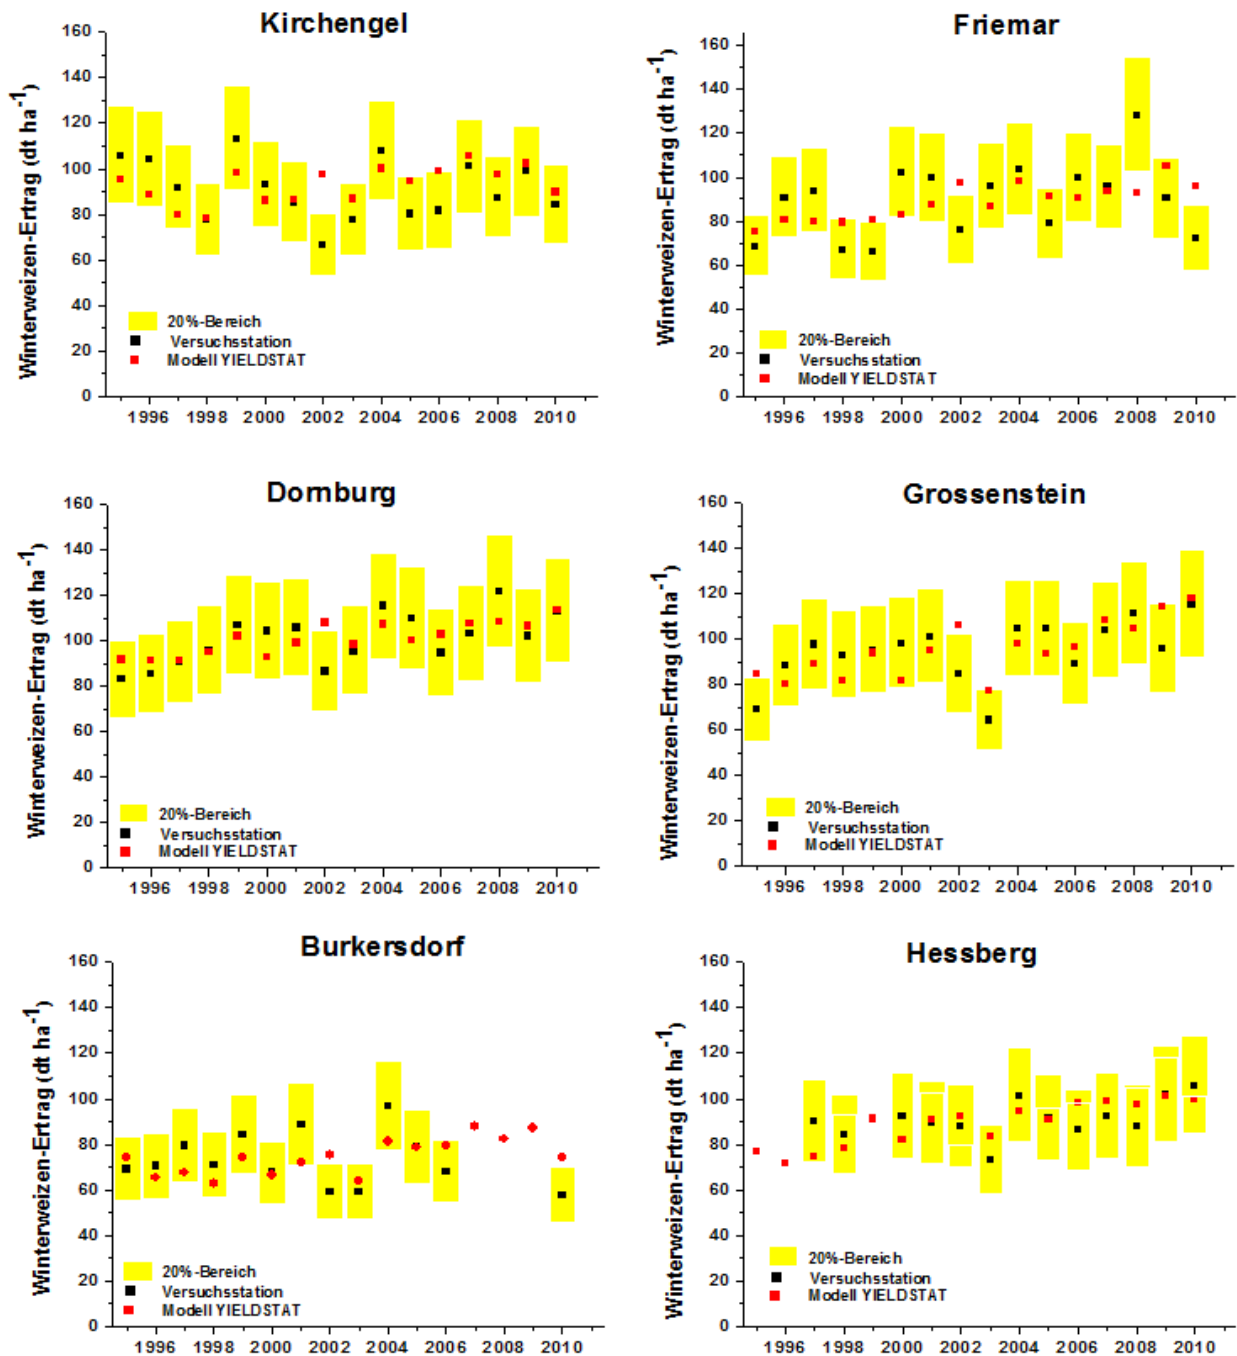 Kirchengel
Winterweizen-Ertrag (dt ha-1)
160
140
120
100
80
60
40
20
0
20%-Bereich
Versuchsstation
Modell YIELDSTAT
1996 1998 2000 2002 2004 2006 2008 2010
Friemar
Winterweizen-Ertrag (dt ha-1)
160
140
120
100
80
60
40
20
0
20%-Bereich
Versuchsstation
Modell YIELDSTAT
1996 1998 2000 2002 2004 2006 2008 2010
Dornburg
Winterweizen-Ertrag (dt ha-1)
160
140
120
100
80
60
40
20
0
20%-Bereich
Versuchsstation
Modell YIELDSTAT
1996 1998 2000 2002 2004 2006 2008 2010
Grossenstein
Winterweizen-Ertrag (dt ha-1)
160
140
120
100
80
60
40
20
0
20%-Bereich
Versuchsstation
Modell YIELDSTAT
1996 1998 2000 2002 2004 2006 2008 2010
Burkersdorf
Winterweizen-Ertrag (dt ha-1)
160
140
120
100
80
60
40
20
0
20%-Bereich
Versuchsstation
Modell YIELDSTAT
1996 1998 2000 2002 2004 2006 2008 2010
Hessberg
Winterweizen-Ertrag (dt ha-1)
160
140
120
100
80
60
40
20
0
20%-Bereich
Versuchsstation
Modell YIELDSTAT
1996 1998 2000 2002 2004 2006 2008 2010